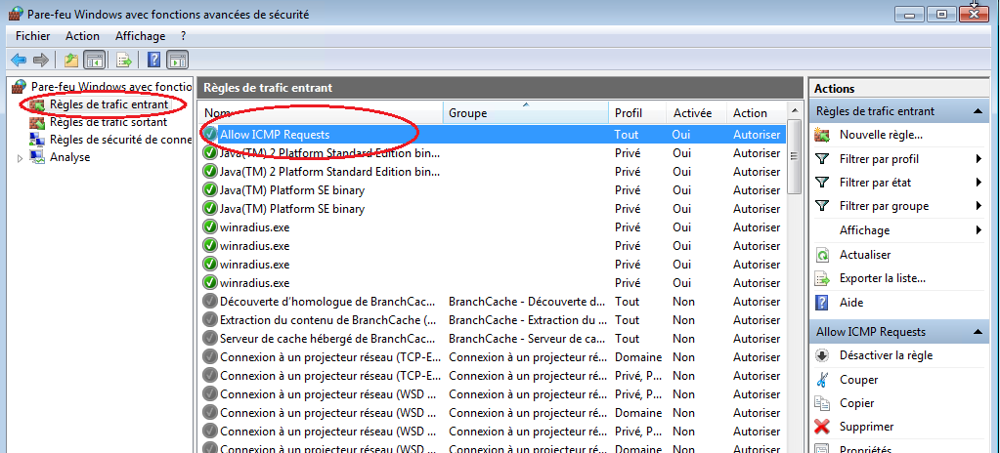 Pare-feu Windows avec fonctions avancées de sécurité
Fichier Action Affichage ?
Pare-feu Windows avec fonctio
Règles de trafic entrant
Règles de trafic sortant
Règles de sécurité de conne
Analyse
Règles de trafic entrant
Nom Groupe Profil Activée Action
Allow ICMP Requests Tout Oui Autoriser
Java(TM) 2 Platform Standard Edition bin... Privé Oui Autoriser
Java(TM) 2 Platform Standard Edition bin... Privé Oui Autoriser
Java(TM) Platform SE binary Privé Oui Autoriser
Java(TM) Platform SE binary Privé Oui Autoriser
winradius.exe Privé Oui Autoriser
winradius.exe Privé Oui Autoriser
winradius.exe Privé Oui Autoriser
winradius.exe Privé Oui Autoriser
Découverte d'homologue de BranchCac... BranchCache - Découverte d... Tout Non Autoriser
Extraction du contenu de BranchCache (... BranchCache - Extraction du ... Tout Non Autoriser
Serveur de cache hébergé de BranchCac... BranchCache - Serveur de ca... Tout Non Autoriser
Connexion à un projecteur réseau (TCP-E... Connexion à un projecteur ré... Domaine Non Autoriser
Connexion à un projecteur réseau (TCP-E... Connexion à un projecteur ré... Privé, P... Non Autoriser
Connexion à un projecteur réseau (WSD ... Connexion à un projecteur ré... Privé, P... Non Autoriser
Connexion à un projecteur réseau (WSD ... Connexion à un projecteur ré... Domaine Non Autoriser
Connexion à un projecteur réseau (WSD ... Connexion à un projecteur ré... Privé, P... Non Autoriser
Connexion à un projecteur réseau (WSD ... Connexion à un projecteur ré... Domaine Non Autoriser
Actions
Règles de trafic entrant
Nouvelle règle...
Filtrer par profil
Filtrer par état
Filtrer par groupe
Affichage
Actualiser
Exporter la liste...
Aide
Allow ICMP Requests
Désactiver la règle
Couper
Copier
Supprimer
Propriétés